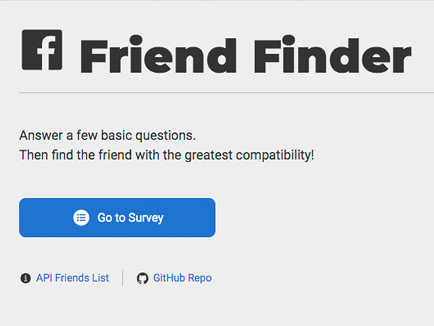 Friend Finder
Answer a few basic questions.
Then find the friend with the greatest compatibility!
Go to Survey
API Friends List
GitHub Repo